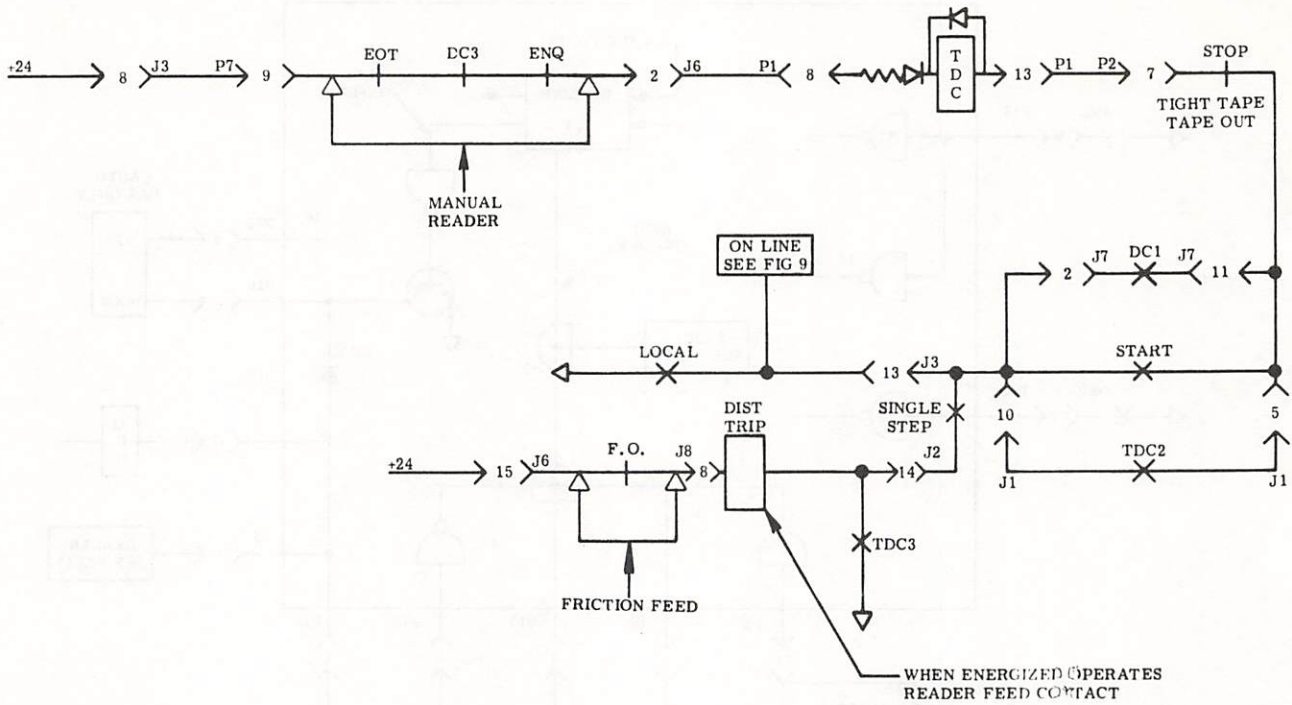 +24
8
J3
P7
9
EOT
DC3
ENQ
2
J6
P1
8
T
D
C
13
P1
P2
7
STOP
TIGHT TAPE
TAPE OUT
MANUAL
READER
ON LINE
SEE FIG 9
2
J7
DC1
J7
11
LOCAL
13
J3
START
SINGLE
STEP
10
5
DIST
TRIP
+24
15
J6
F.O.
J8
8
14
J2
J1
TDC2
J1
TDC3
FRICTION FEED
WHEN ENERGIZED OPERATES
READER FEED CONTACT